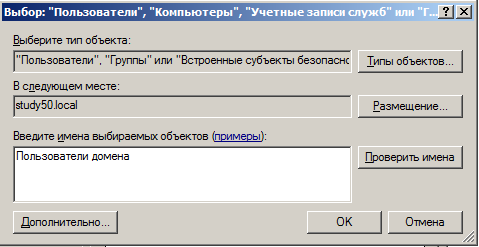 Выбор: "Пользователи", "Компьютеры", "Учетные записи служб" или "Г...
Выберите тип объекта:
"Пользователи", "Группы" или "Встроенные субъекты безопасно
Типы объектов...
В следующем месте:
study50.local
Размещение...
Введите имена выбираемых объектов (примеры):
Пользователи домена
Проверить имена
Дополнительно...
OK
Отмена